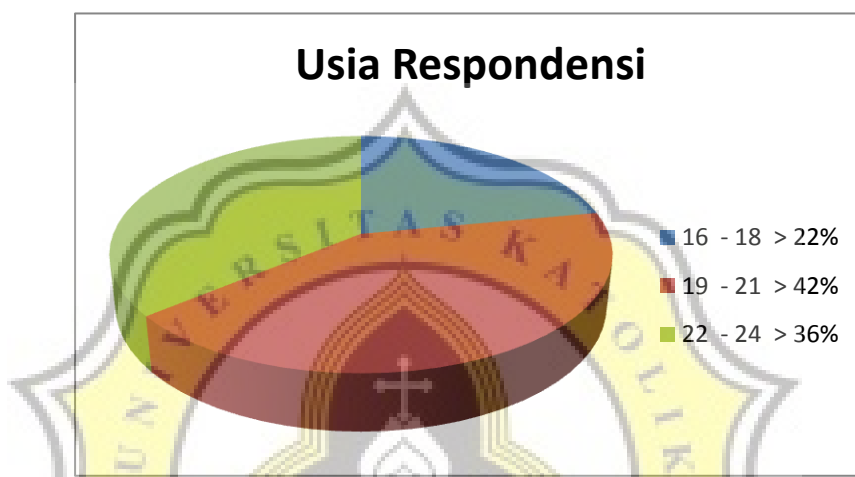 Usia Respondensi
16 - 18 > 22%
19 - 21 > 42%
22 - 24 > 36%
UNIVERSITAS KATOLIK